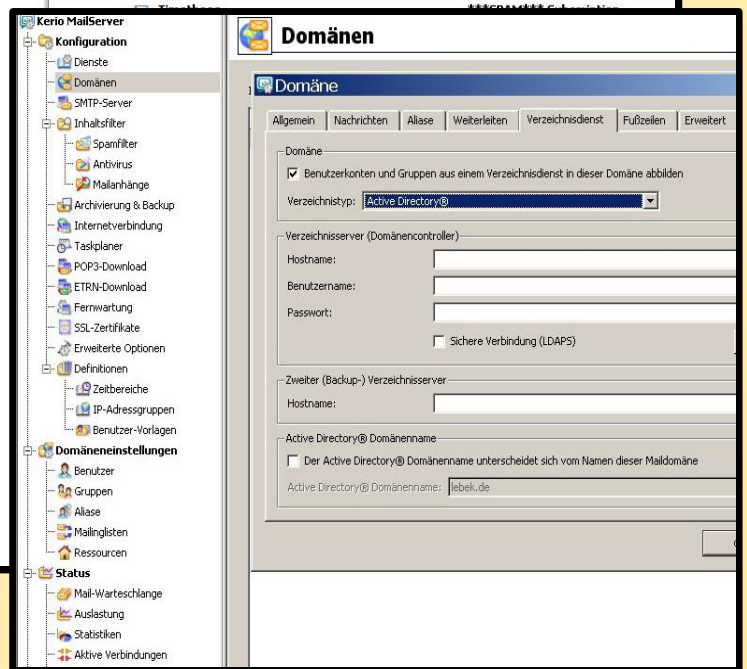 ***SPAM*** Subscription
Kerio MailServer
Konfiguration
Dienste
Domänen
SMTP-Server
Inhaltsfilter
Spamfilter
Antivirus
Mailanhänge
Archivierung & Backup
Internetverbindung
Taskplaner
POP3-Download
ETRN-Download
Fernwartung
SSL-Zertifikate
Erweiterte Optionen
Definitionen
Zeitbereiche
IP-Adressgruppen
Benutzer-Vorlagen
Domäneneinstellungen
Benutzer
Gruppen
Aliase
Mailinglisten
Ressourcen
Status
Mail-Warteschlange
Auslastung
Statistiken
Aktive Verbindungen
Domänen
Domäne
Allgemein Nachrichten Aliase Weiterleiten Verzeichnisdienst Fußzeilen Erweitert
Domäne
Benutzerkonten und Gruppen aus einem Verzeichnisdienst in dieser Domäne abbilden
Verzeichnistyp: Active Directory®
Verzeichnisserver (Domänencontroller)
Hostname:
Benutzername:
Passwort:
Sichere Verbindung (LDAPS)
Zweiter (Backup-) Verzeichnisserver
Hostname:
Active Directory® Domänenname
Der Active Directory® Domänenname unterscheidet sich vom Namen dieser Maildomäne
Active Directory® Domänenname: lebek.de